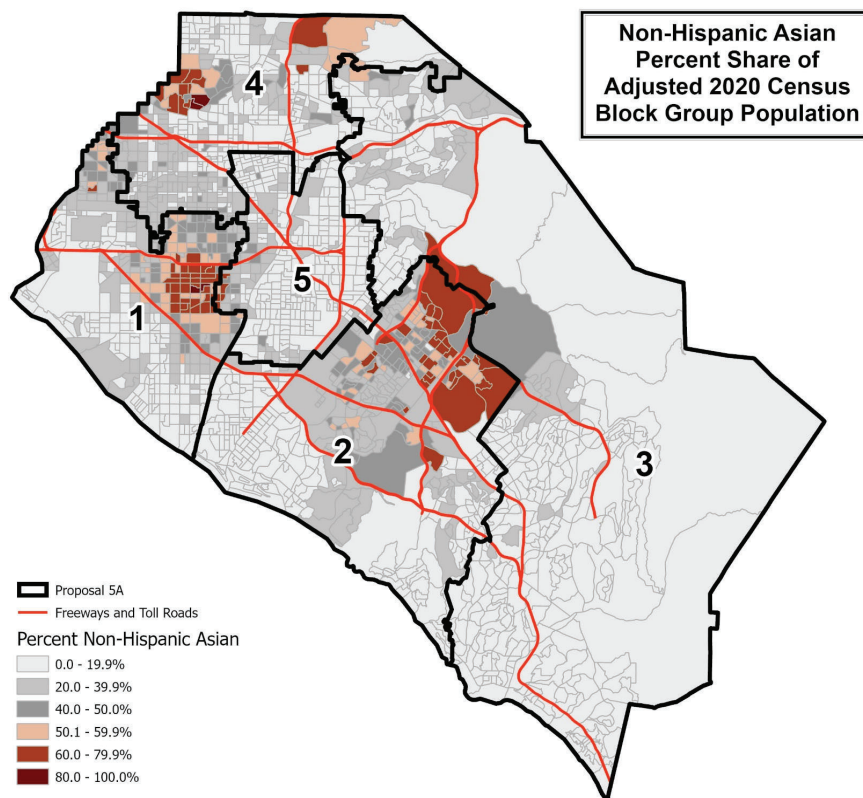 Non-Hispanic Asian
Percent Share of
Adjusted 2020 Census
Block Group Population
4
5
1
2
3
Proposal 5A
Freeways and Toll Roads
Percent Non-Hispanic Asian
0.0 - 19.9%
20.0 - 39.9%
40.0 - 50.0%
50.1 - 59.9%
60.0 - 79.9%
80.0 - 100.0%